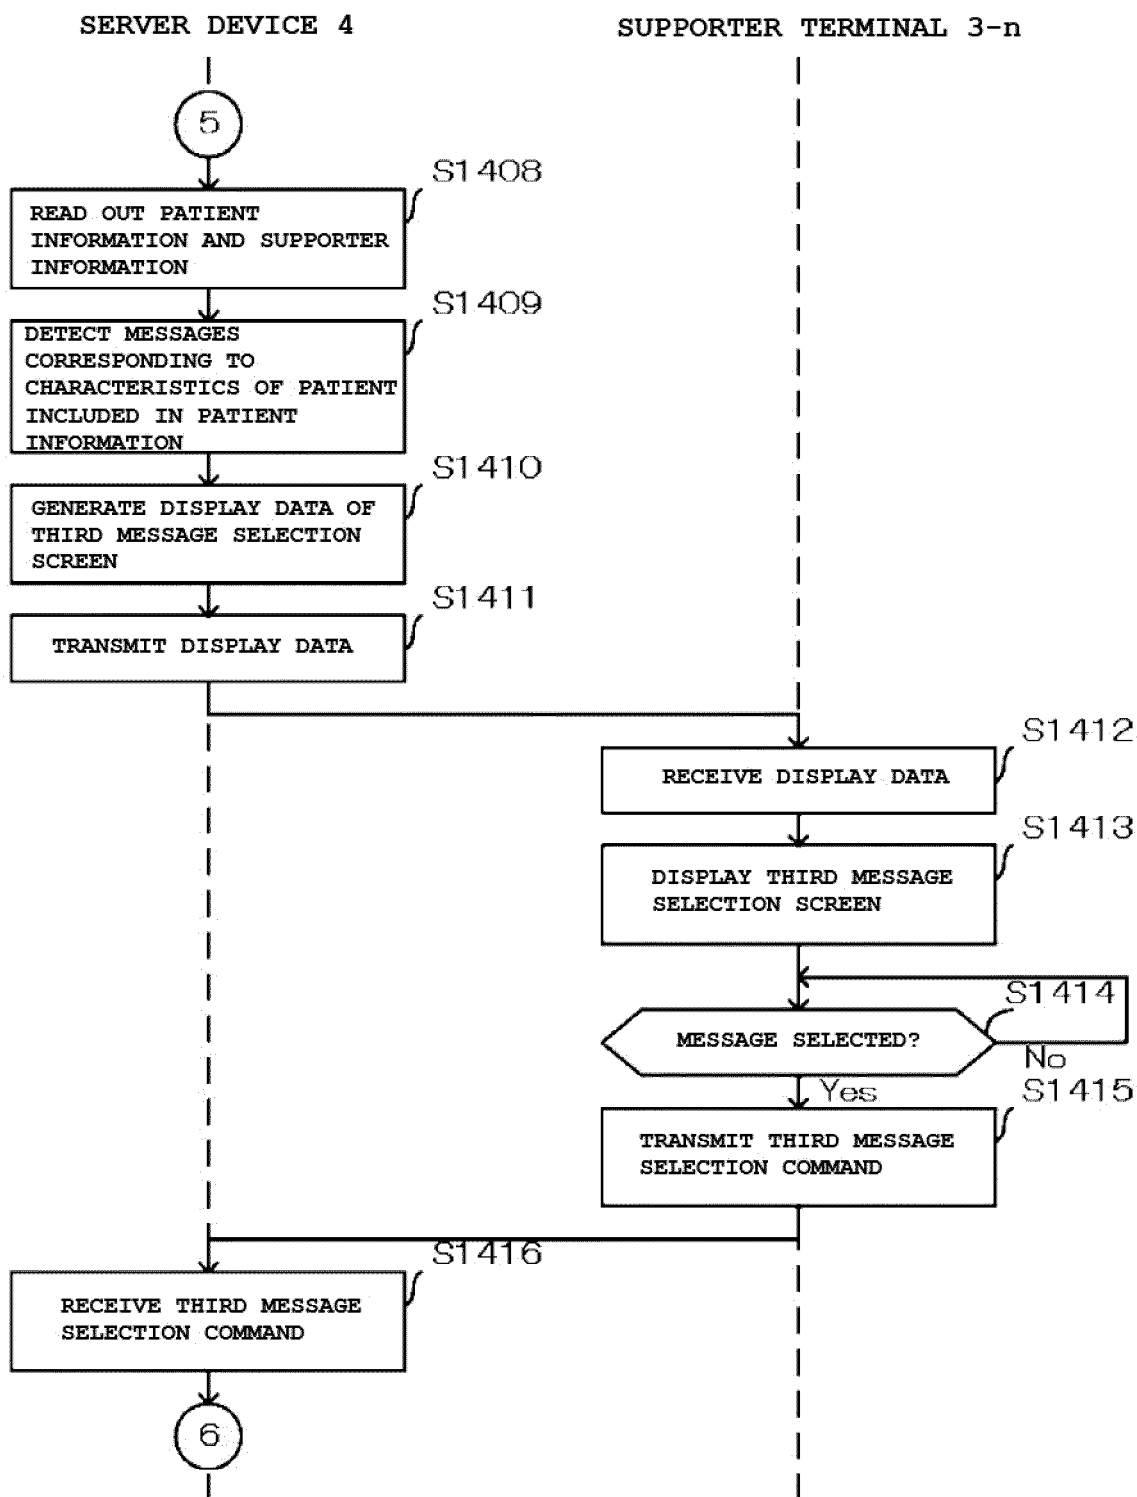 SERVER DEVICE 4
SUPPORTER TERMINAL 3-n
5
S1408
READ OUT PATIENT
INFORMATION AND SUPPORTER
INFORMATION
S1409
DETECT MESSAGES
CORRESPONDING TO
CHARACTERISTICS OF PATIENT
INCLUDED IN PATIENT
INFORMATION
S1410
GENERATE DISPLAY DATA OF
THIRD MESSAGE SELECTION
SCREEN
S1411
TRANSMIT DISPLAY DATA
S1412
RECEIVE DISPLAY DATA
S1413
DISPLAY THIRD MESSAGE
SELECTION SCREEN
S1414
MESSAGE SELECTED?
No
Yes
S1415
TRANSMIT THIRD MESSAGE
SELECTION COMMAND
S1416
RECEIVE THIRD MESSAGE
SELECTION COMMAND
6